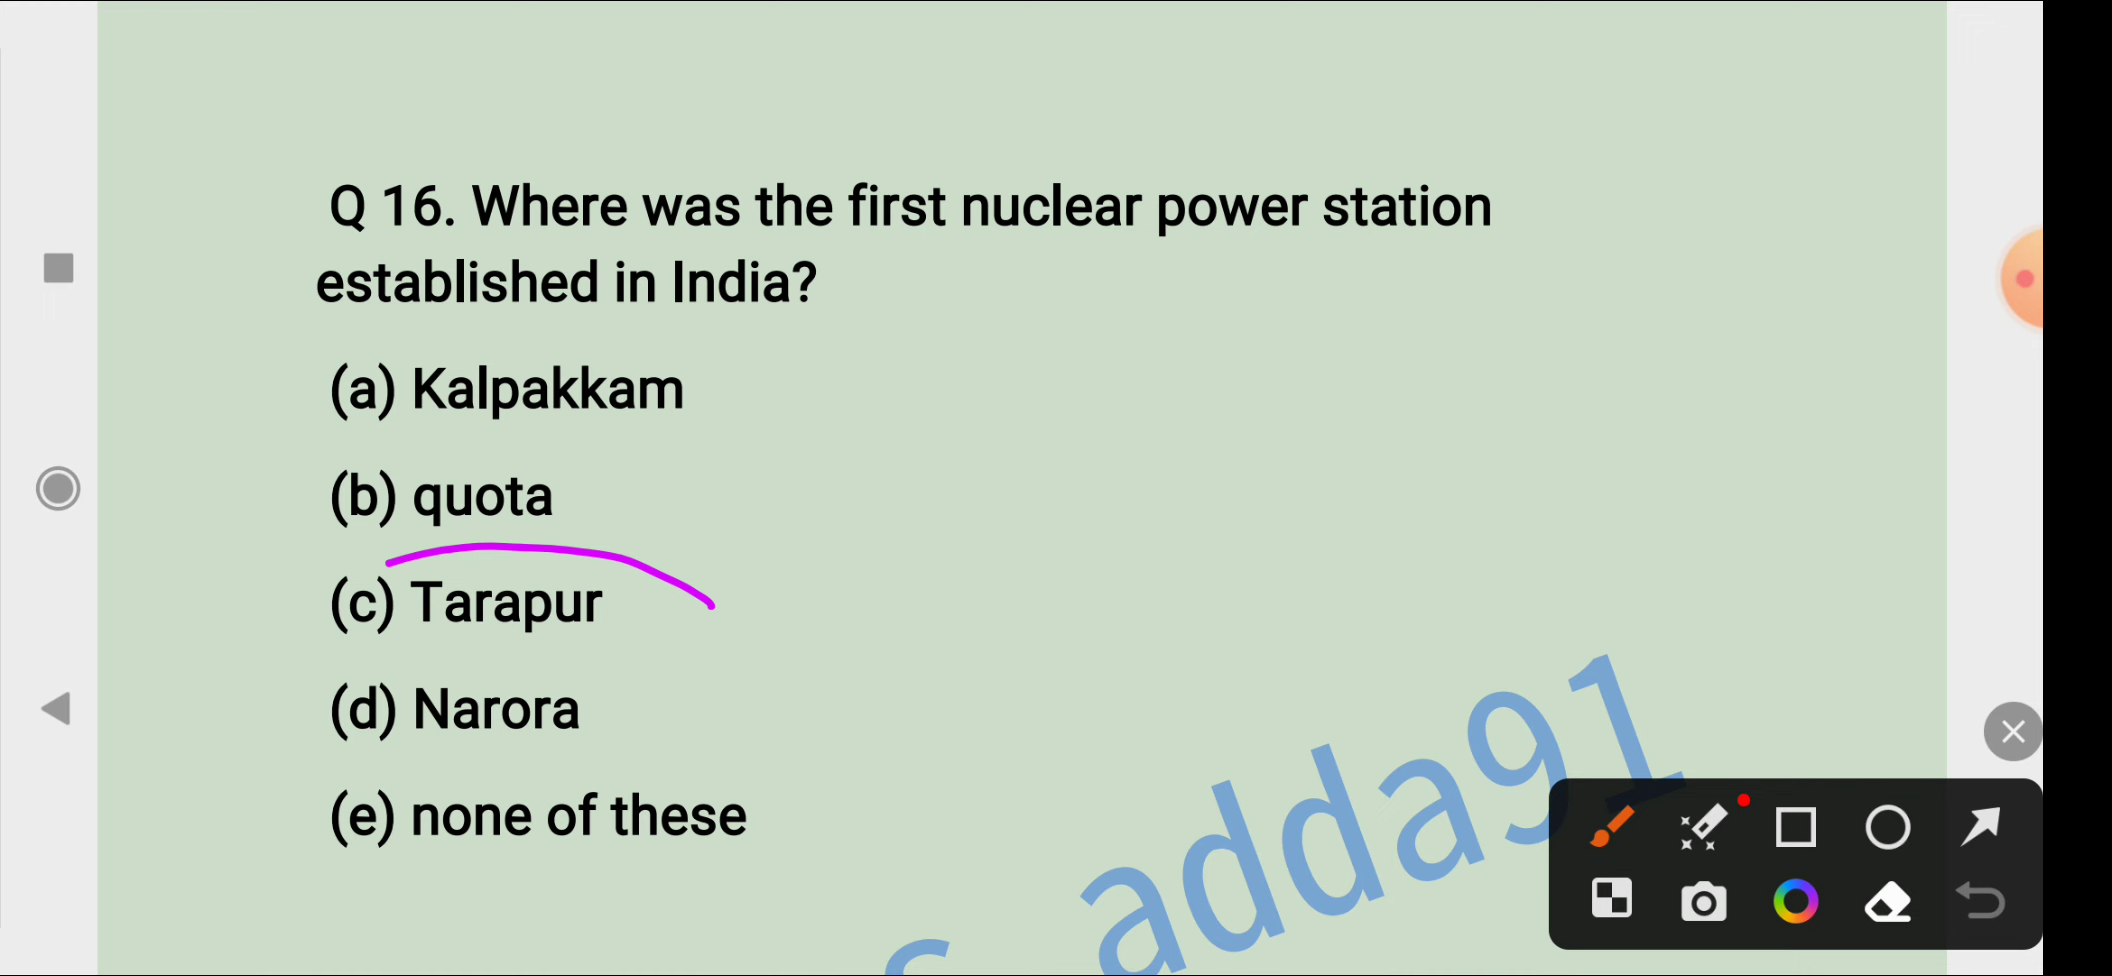 Q 16. Where was the first nuclear power station
established in India?
(a) Kalpakkam
(b) quota
(c) Tarapur
(d) Narora
(e) none of these
adda91